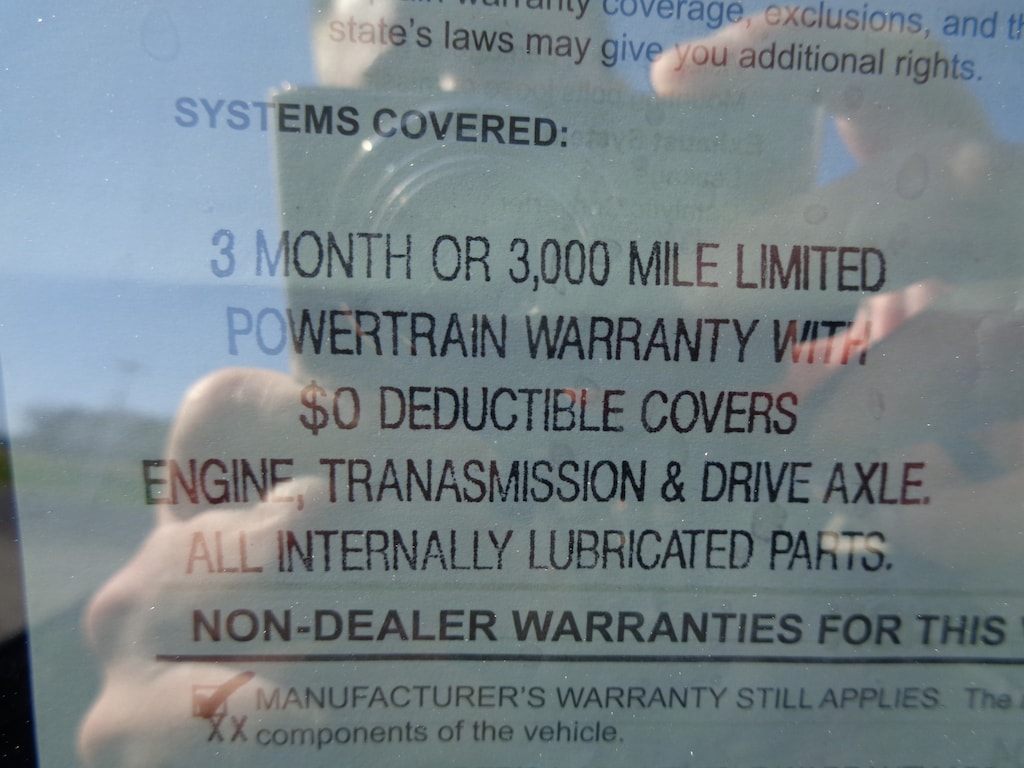 warranty coverage, exclusions, and
state's laws may give you additional rights.
SYSTEMS COVERED:
3 MONTH OR 3,000 MILE LIMITED
POWERTRAIN WARRANTY WITH
$0 DEDUCTIBLE COVERS
ENGINE, TRANASMISSION & DRIVE AXLE.
ALL INTERNALLY LUBRICATED PARTS.
NON-DEALER WARRANTIES FOR THIS
MANUFACTURER'S WARRANTY STILL APPLIES. The
XX components of the vehicle.